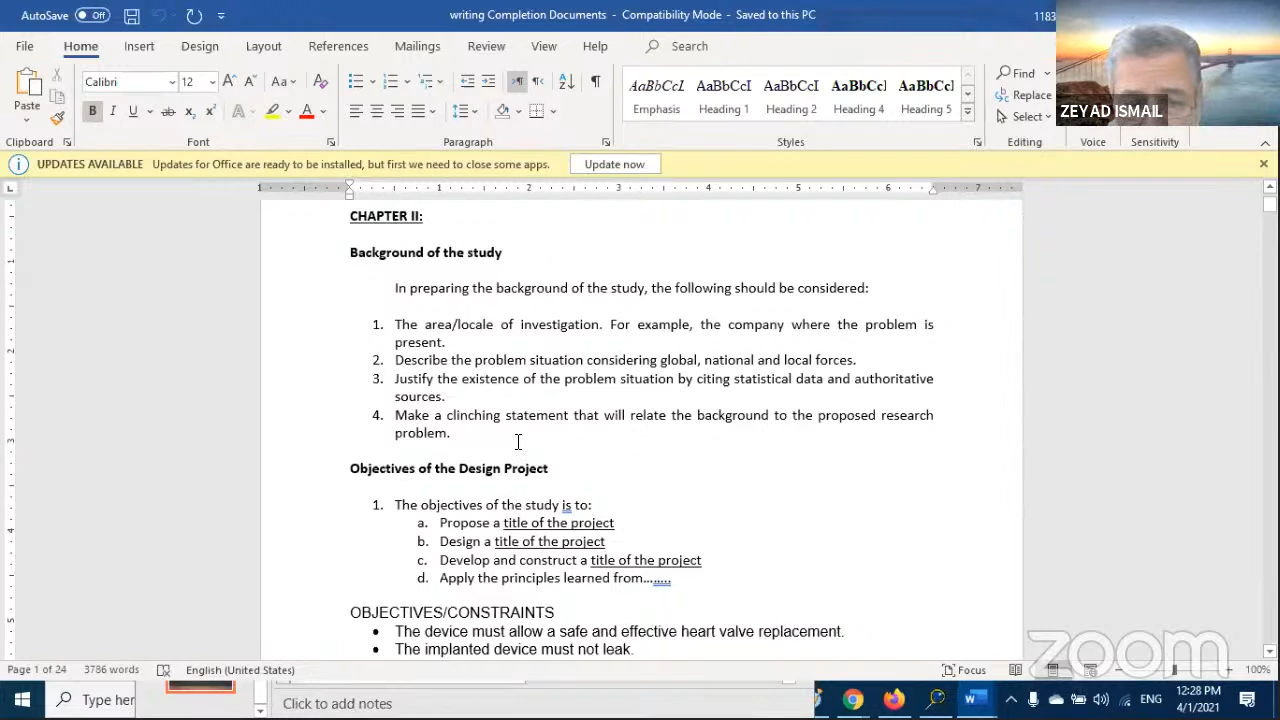 AutoSave Off writing Completion Documents - Compatibility Mode - Saved to this PC 1183
File Home Insert Design Layout References Mailings Review View Help Search
Paste Calibri 12 Aa
Find
Replace
Select
AaBbCcI AaBbCcI AaBbCcI AaBbCcI AaBbCcI
Emphasis Heading 1 Heading 2 Heading 4 Heading 5
ZEYAD ISMAIL
Clipboard Font Paragraph Styles Editing Voice Sensitivity
UPDATES AVAILABLE Updates for Office are ready to be installed, but first we need to close some apps. Update now
CHAPTER II:
Background of the study
In preparing the background of the study, the following should be considered:
1. The area/locale of investigation. For example, the company where the problem is
present.
2. Describe the problem situation considering global, national and local forces.
3. Justify the existence of the problem situation by citing statistical data and authoritative
sources.
4. Make a clinching statement that will relate the background to the proposed research
problem.
Objectives of the Design Project
1. The objectives of the study is to:
a. Propose a title of the project
b. Design a title of the project
c. Develop and construct a title of the project
d. Apply the principles learned from……..
OBJECTIVES/CONSTRAINTS
• The device must allow a safe and effective heart valve replacement.
• The implanted device must not leak.
zoom
Page 1 of 24 3786 words English (United States) Focus 100%
Type her Click to add notes ENG 12:28 PM
4/1/2021